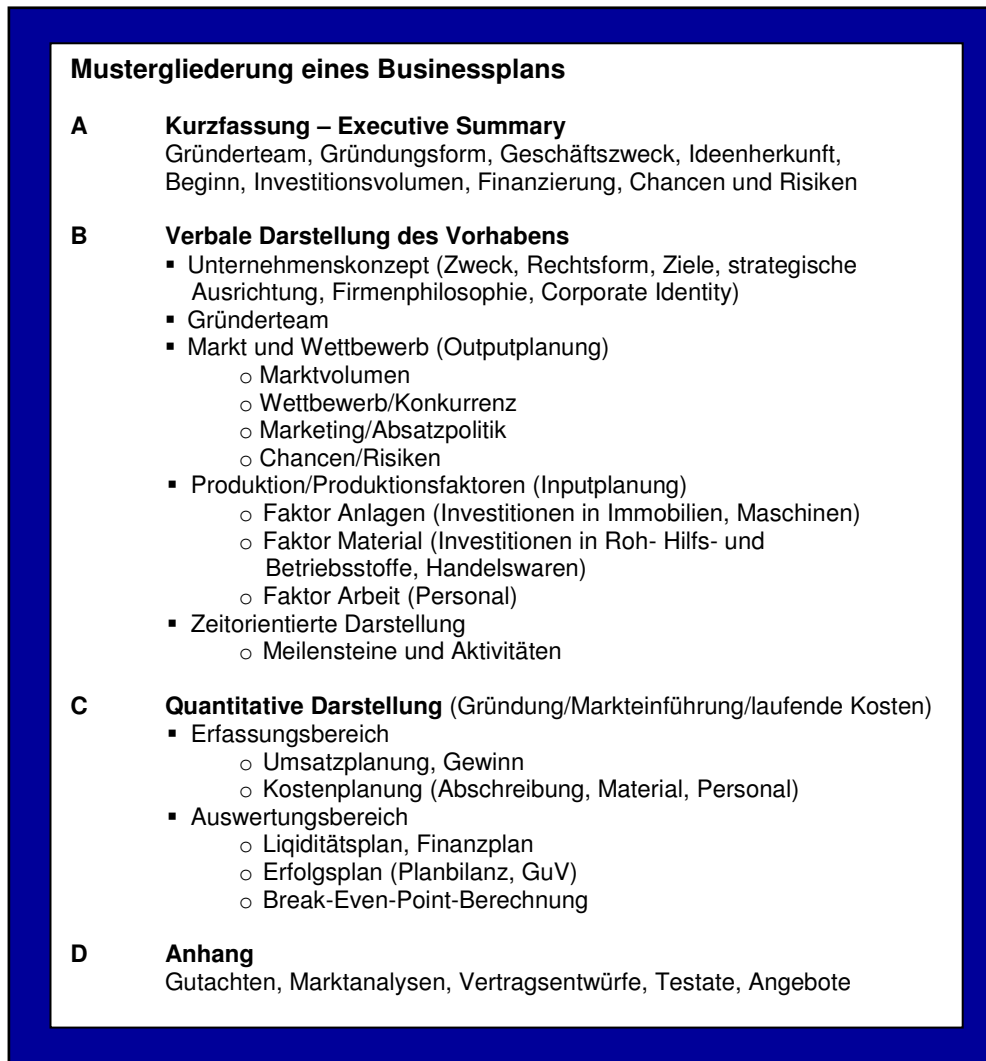 Mustergliederung eines Businessplans
A Kurzfassung – Executive Summary
Gründerteam, Gründungsform, Geschäftszweck, Ideenherkunft,
Beginn, Investitionsvolumen, Finanzierung, Chancen und Risiken
B Verbale Darstellung des Vorhabens
▪ Unternehmenskonzept (Zweck, Rechtsform, Ziele, strategische
Ausrichtung, Firmenphilosophie, Corporate Identity)
▪ Gründerteam
▪ Markt und Wettbewerb (Outputplanung)
o Marktvolumen
o Wettbewerb/Konkurrenz
o Marketing/Absatzpolitik
o Chancen/Risiken
▪ Produktion/Produktionsfaktoren (Inputplanung)
o Faktor Anlagen (Investitionen in Immobilien, Maschinen)
o Faktor Material (Investitionen in Roh- Hilfs- und
Betriebsstoffe, Handelswaren)
o Faktor Arbeit (Personal)
▪ Zeitorientierte Darstellung
o Meilensteine und Aktivitäten
C Quantitative Darstellung (Gründung/Markteinführung/laufende Kosten)
▪ Erfassungsbereich
o Umsatzplanung, Gewinn
o Kostenplanung (Abschreibung, Material, Personal)
▪ Auswertungsbereich
o Liqiditätsplan, Finanzplan
o Erfolgsplan (Planbilanz, GuV)
o Break-Even-Point-Berechnung
D Anhang
Gutachten, Marktanalysen, Vertragsentwürfe, Testate, Angebote